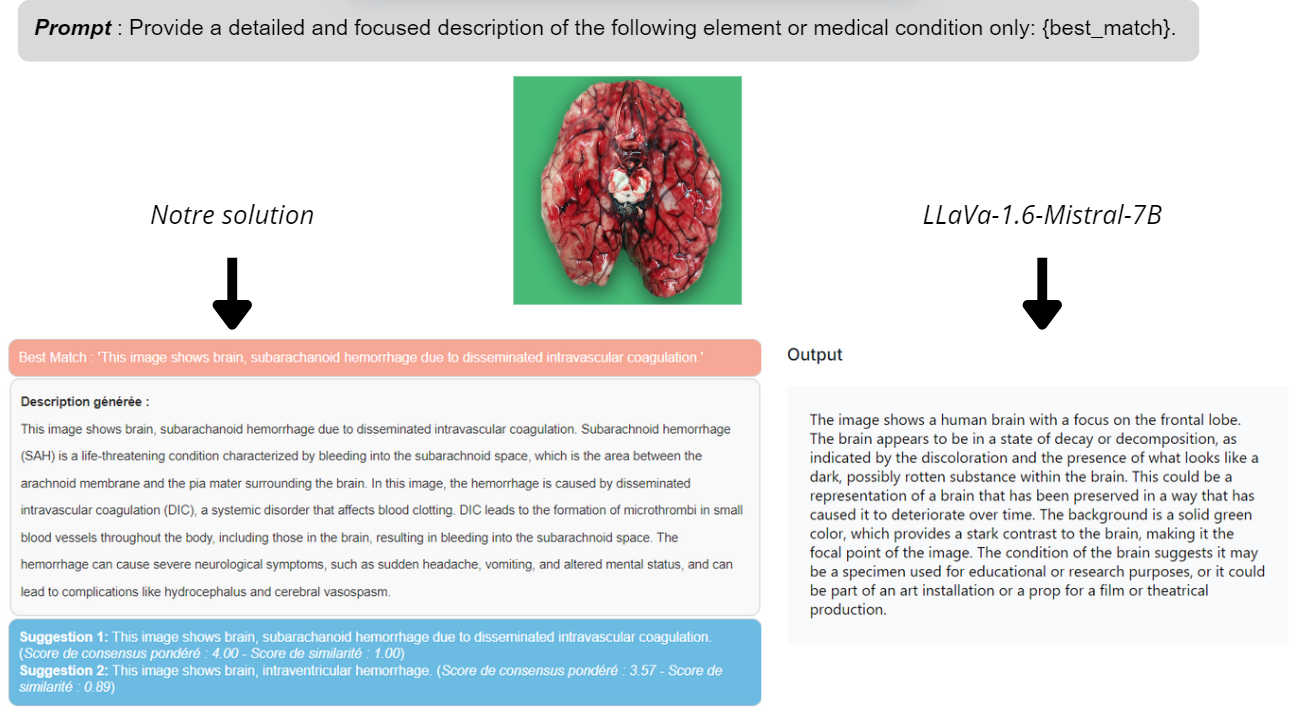 Prompt : Provide a detailed and focused description of the following element or medical condition only: {best_match}.
Notre solution
LLaVa-1.6-Mistral-7B
Best Match : 'This image shows brain, subarachanoid hemorrhage due to disseminated intravascular coagulation.'
Description générée :
This image shows brain, subarachanoid hemorrhage due to disseminated intravascular coagulation. Subarachnoid hemorrhage
(SAH) is a life-threatening condition characterized by bleeding into the subarachnoid space, which is the area between the
arachnoid membrane and the pia mater surrounding the brain. In this image, the hemorrhage is caused by disseminated
intravascular coagulation (DIC), a systemic disorder that affects blood clotting. DIC leads to the formation of microthrombi in small
blood vessels throughout the body, including those in the brain, resulting in bleeding into the subarachnoid space. The
hemorrhage can cause severe neurological symptoms, such as sudden headache, vomiting, and altered mental status, and can
lead to complications like hydrocephalus and cerebral vasospasm.
Suggestion 1: This image shows brain, subarachanoid hemorrhage due to disseminated intravascular coagulation.
(Score de consensus pondéré : 4.00 - Score de similarité : 1.00)
Suggestion 2: This image shows brain, intraventricular hemorrhage. (Score de consensus pondéré : 3.57 - Score de
similarité : 0.89)
Output
The image shows a human brain with a focus on the frontal lobe.
The brain appears to be in a state of decay or decomposition, as
indicated by the discoloration and the presence of what looks like a
dark, possibly rotten substance within the brain. This could be a
representation of a brain that has been preserved in a way that has
caused it to deteriorate over time. The background is a solid green
color, which provides a stark contrast to the brain, making it the
focal point of the image. The condition of the brain suggests it may
be a specimen used for educational or research purposes, or it could
be part of an art installation or a prop for a film or theatrical
production.